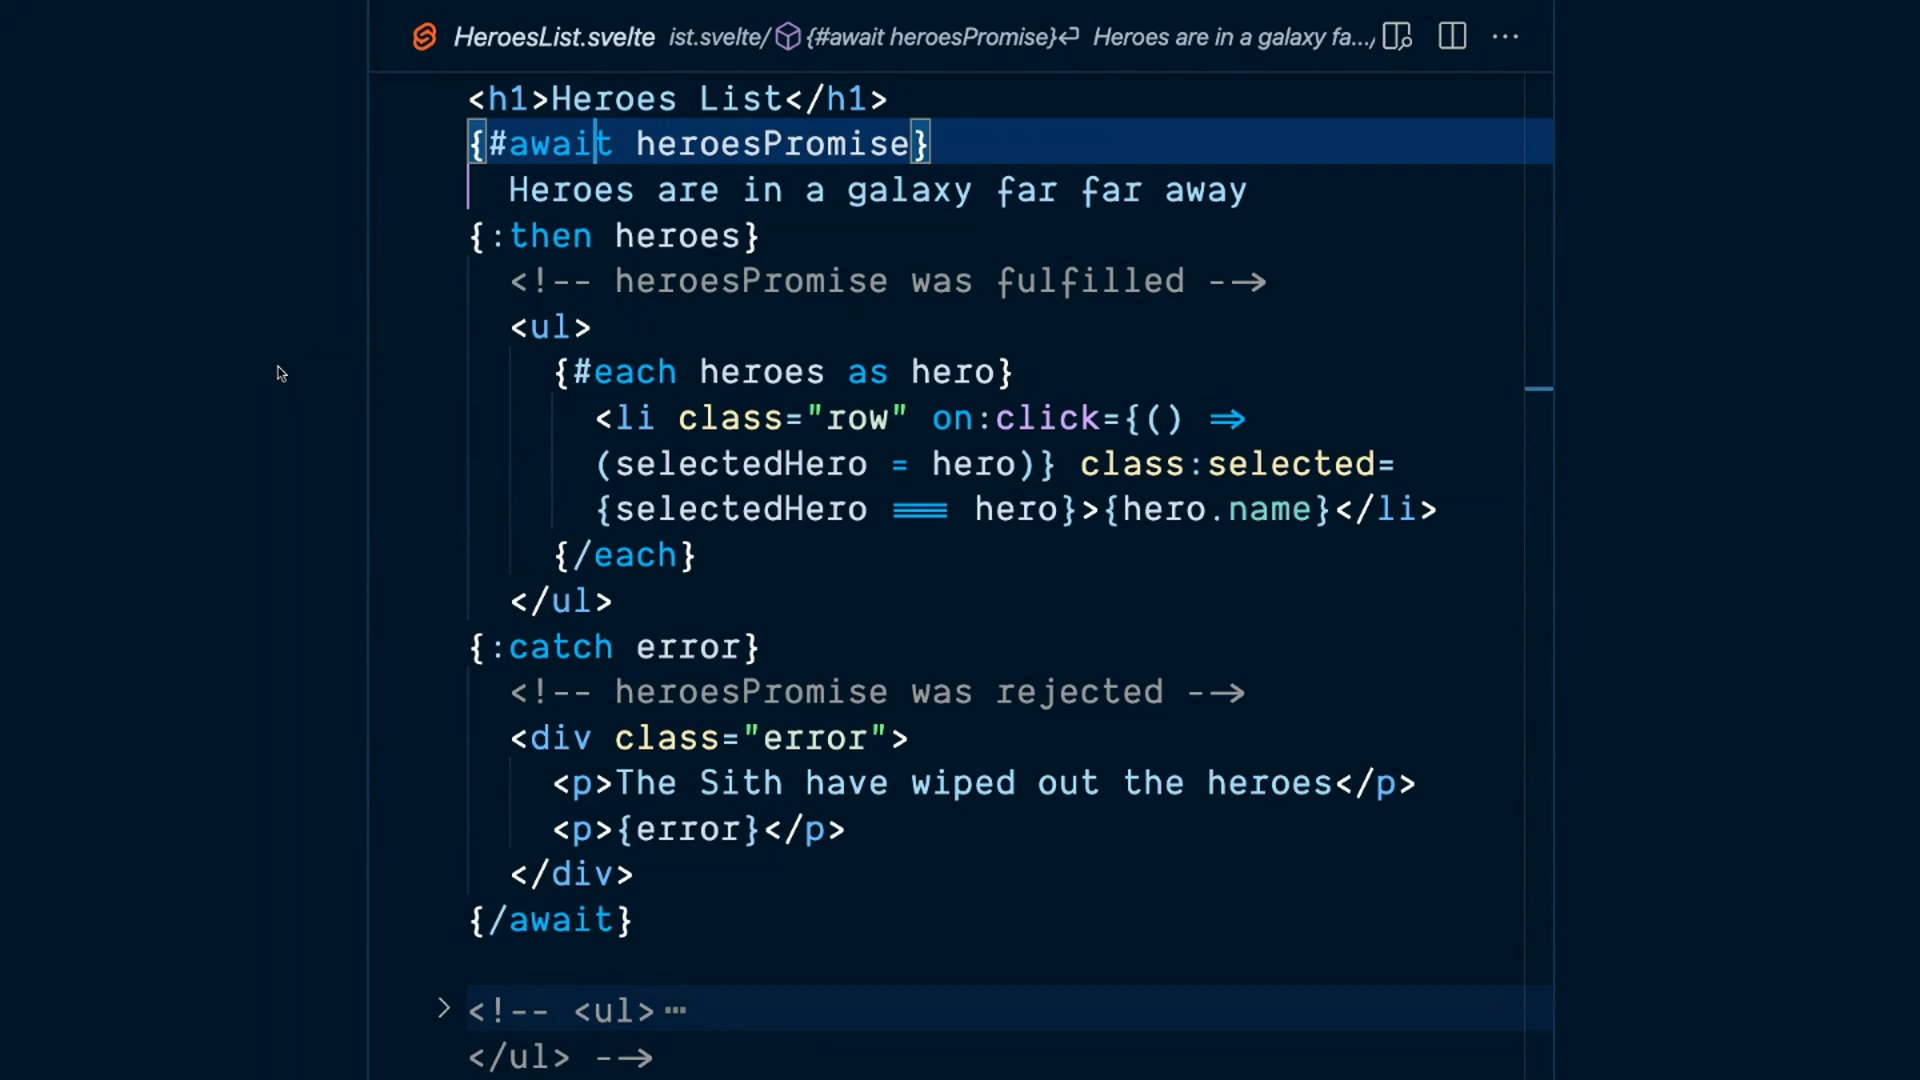 HeroesList.svelte ist.svelte/ {#await heroesPromise}↵ Heroes are in a galaxy fa...,
<h1>Heroes List</h1>
{#await heroesPromise}
Heroes are in a galaxy far far away
{:then heroes}
<!-- heroesPromise was fulfilled -->
<ul>
{#each heroes as hero}
<li class="row" on:click={() =>
(selectedHero = hero)} class:selected=
{selectedHero === hero}>{hero.name}</li>
{/each}
</ul>
{:catch error}
<!-- heroesPromise was rejected -->
<div class="error">
<p>The Sith have wiped out the heroes</p>
<p>{error}</p>
</div>
{/await}
<!-- <ul>…
</ul> -->